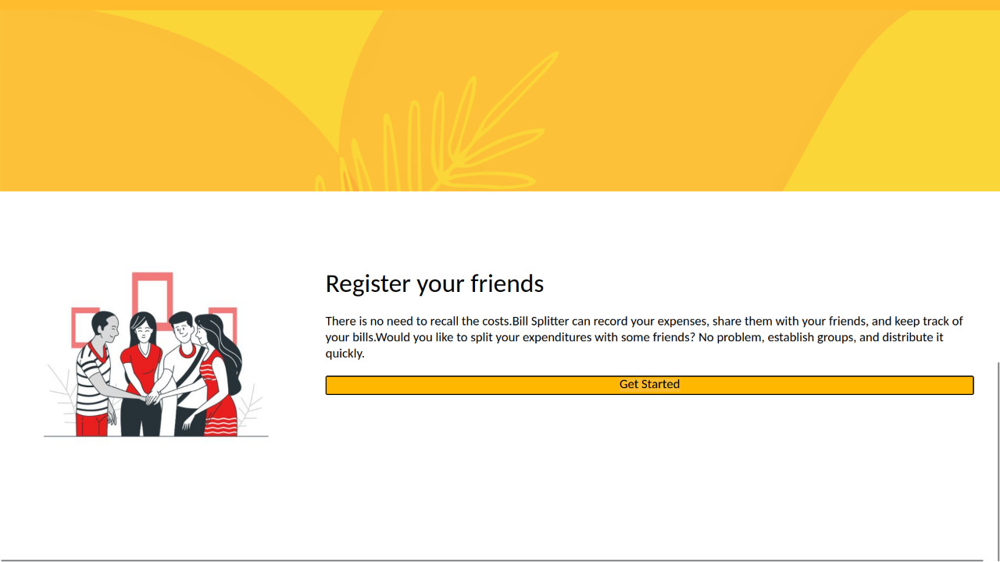 Register your friends
There is no need to recall the costs.Bill Splitter can record your expenses, share them with your friends, and keep track of
your bills.Would you like to split your expenditures with some friends? No problem, establish groups, and distribute it
quickly.
Get Started